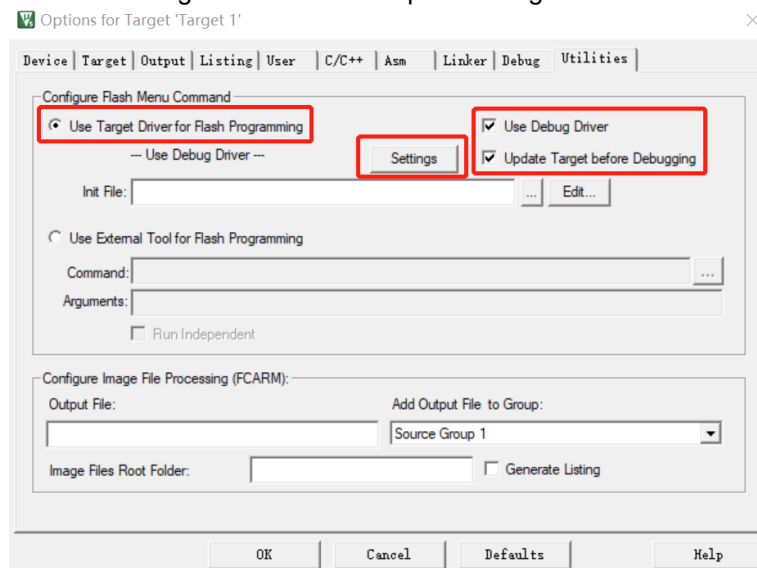 Options for Target 'Target 1'
Device Target Output Listing User C/C++ Asm Linker Debug Utilities
Configure Flash Menu Command
Use Target Driver for Flash Programming Use Debug Driver
--- Use Debug Driver --- Settings Update Target before Debugging
Init File: ... Edit...
Use External Tool for Flash Programming
Command: ...
Arguments:
Run Independent
Configure Image File Processing (FCARM):
Output File: Add Output File to Group:
Source Group 1
Image Files Root Folder: Generate Listing
OK Cancel Defaults Help